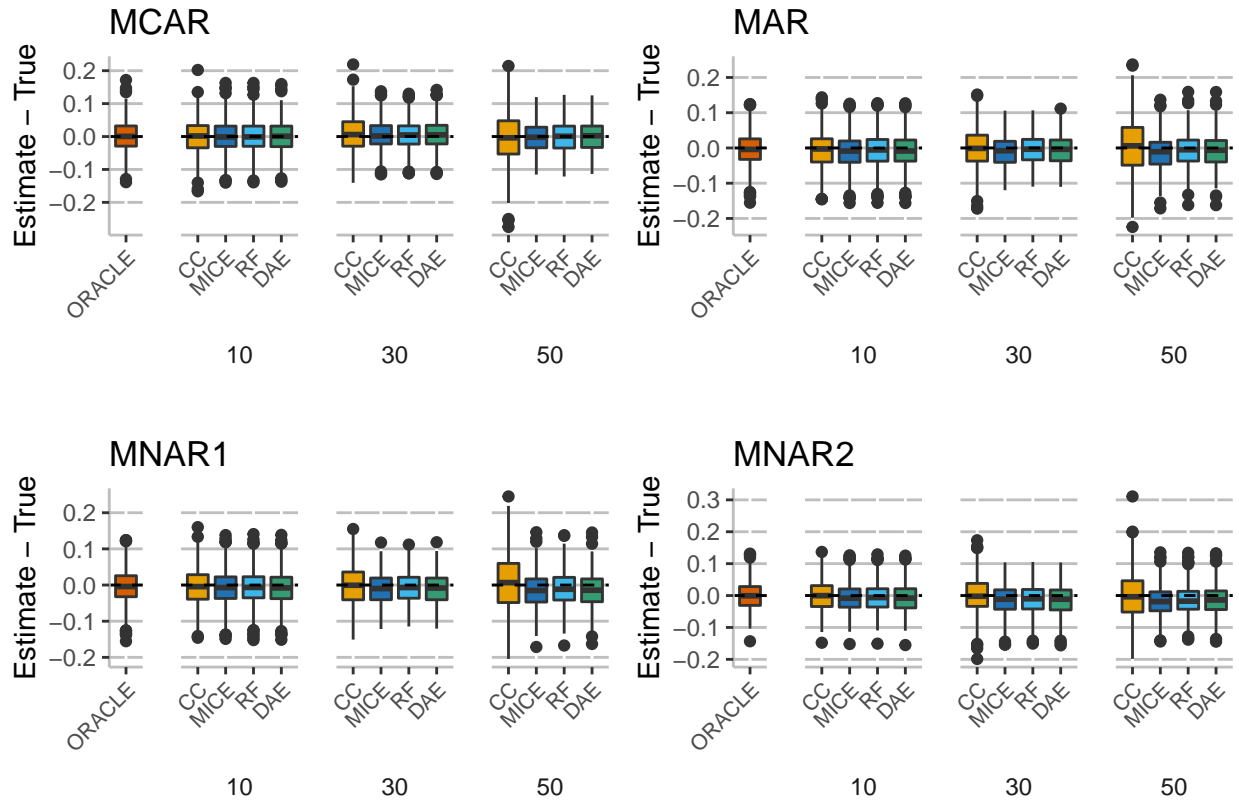 MCAR
Estimate − True
0.2
0.1
0.0
−0.1
−0.2
ORACLE
CC
MICE
RF
DAE
CC
MICE
RF
DAE
CC
MICE
RF
DAE
10
30
50
MAR
Estimate − True
0.2
0.1
0.0
−0.1
−0.2
ORACLE
CC
MICE
RF
DAE
CC
MICE
RF
DAE
CC
MICE
RF
DAE
10
30
50
MNAR1
Estimate − True
0.2
0.1
0.0
−0.1
−0.2
ORACLE
CC
MICE
RF
DAE
CC
MICE
RF
DAE
CC
MICE
RF
DAE
10
30
50
MNAR2
Estimate − True
0.3
0.2
0.1
0.0
−0.1
−0.2
ORACLE
CC
MICE
RF
DAE
CC
MICE
RF
DAE
CC
MICE
RF
DAE
10
30
50